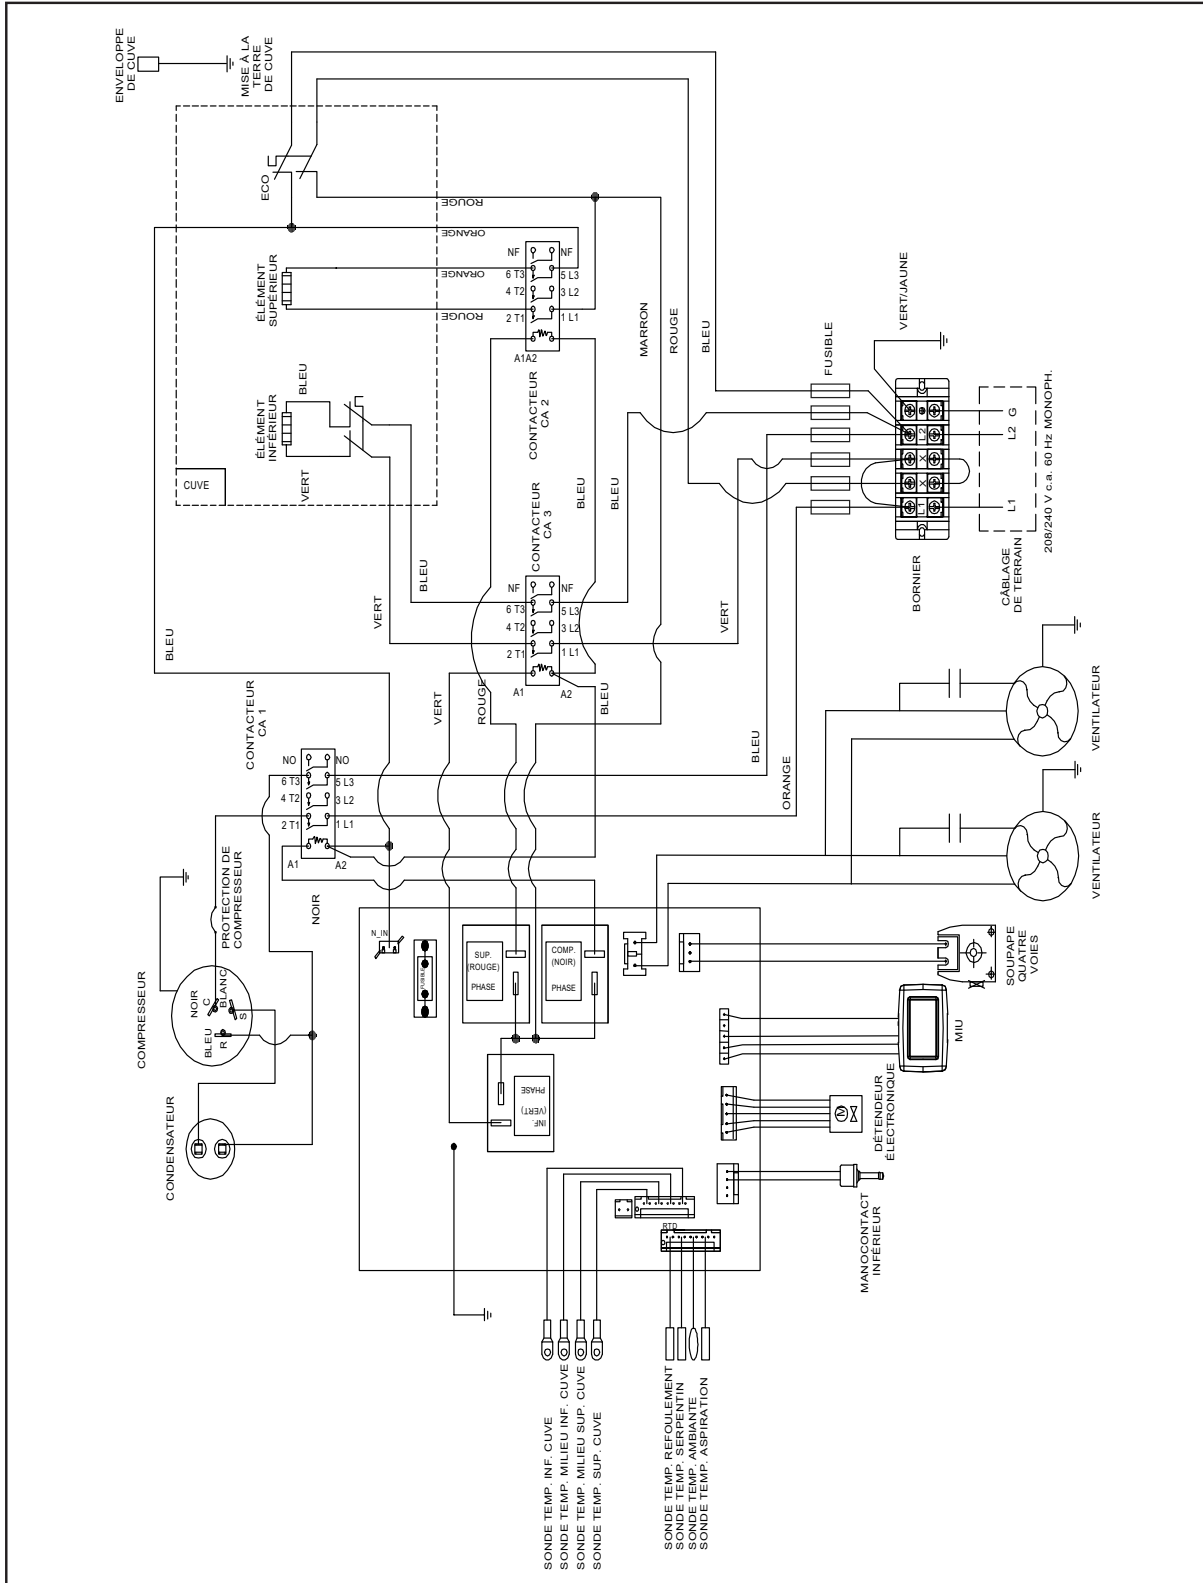 ENVELOPPE
DE CUVE
MISE À LA
TERRE
DE CUVE
ECO
ROUGE
ORANGE
ORANGE
ROUGE
ÉLÉMENT
SUPÉRIEUR
ÉLÉMENT
INFÉRIEUR
BLEU
VERT
CUVE
NF
NF
6 T3
5 L3
4 T2
3 L2
2 T1
1 L1
A1A2
CONTACTEUR
CA 2
MARRON
ROUGE
BLEU
FUSIBLE
VERT/JAUNE
L2
X
X
L1
G
L2
L1
BORNIER
CÂBLAGE
DE TERRAIN
208/240 V c.a. 60 Hz MONOPH.
CONTACTEUR
CA 3
BLEU
BLEU
NF
NF
6 T3
5 L3
4 T2
3 L2
2 T1
1 L1
A1
A2
BLEU
VERT
VERT
BLEU
CONTACTEUR
CA 1
VERT
ROUGE
BLEU
BLEU
ORANGE
NO
NO
6 T3
5 L3
4 T2
3 L2
2 T1
1 L1
A1
A2
NOIR
PROTECTION DE
COMPRESSEUR
COMPRESSEUR
NOIR
C
BLANC
S
BLEU
R
CONDENSATEUR
N_IN
FUSIBLE
SUP.
(ROUGE)
PHASE
COMP.
(NOIR)
PHASE
INF.
(VERT)
PHASE
VENTILATEUR
VENTILATEUR
SOUPAPE
QUATRE
VOIES
MIU
M
DÉTENDEUR
ÉLECTRONIQUE
MANOCONTACT
INFÉRIEUR
RTD
SONDE TEMP. INF. CUVE
SONDE TEMP. MILIEU INF. CUVE
SONDE TEMP. MILIEU SUP. CUVE
SONDE TEMP. SUP. CUVE
SONDE TEMP. REFOULEMENT
SONDE TEMP. SERPENTIN
SONDE TEMP. AMBIANTE
SONDE TEMP. ASPIRATION